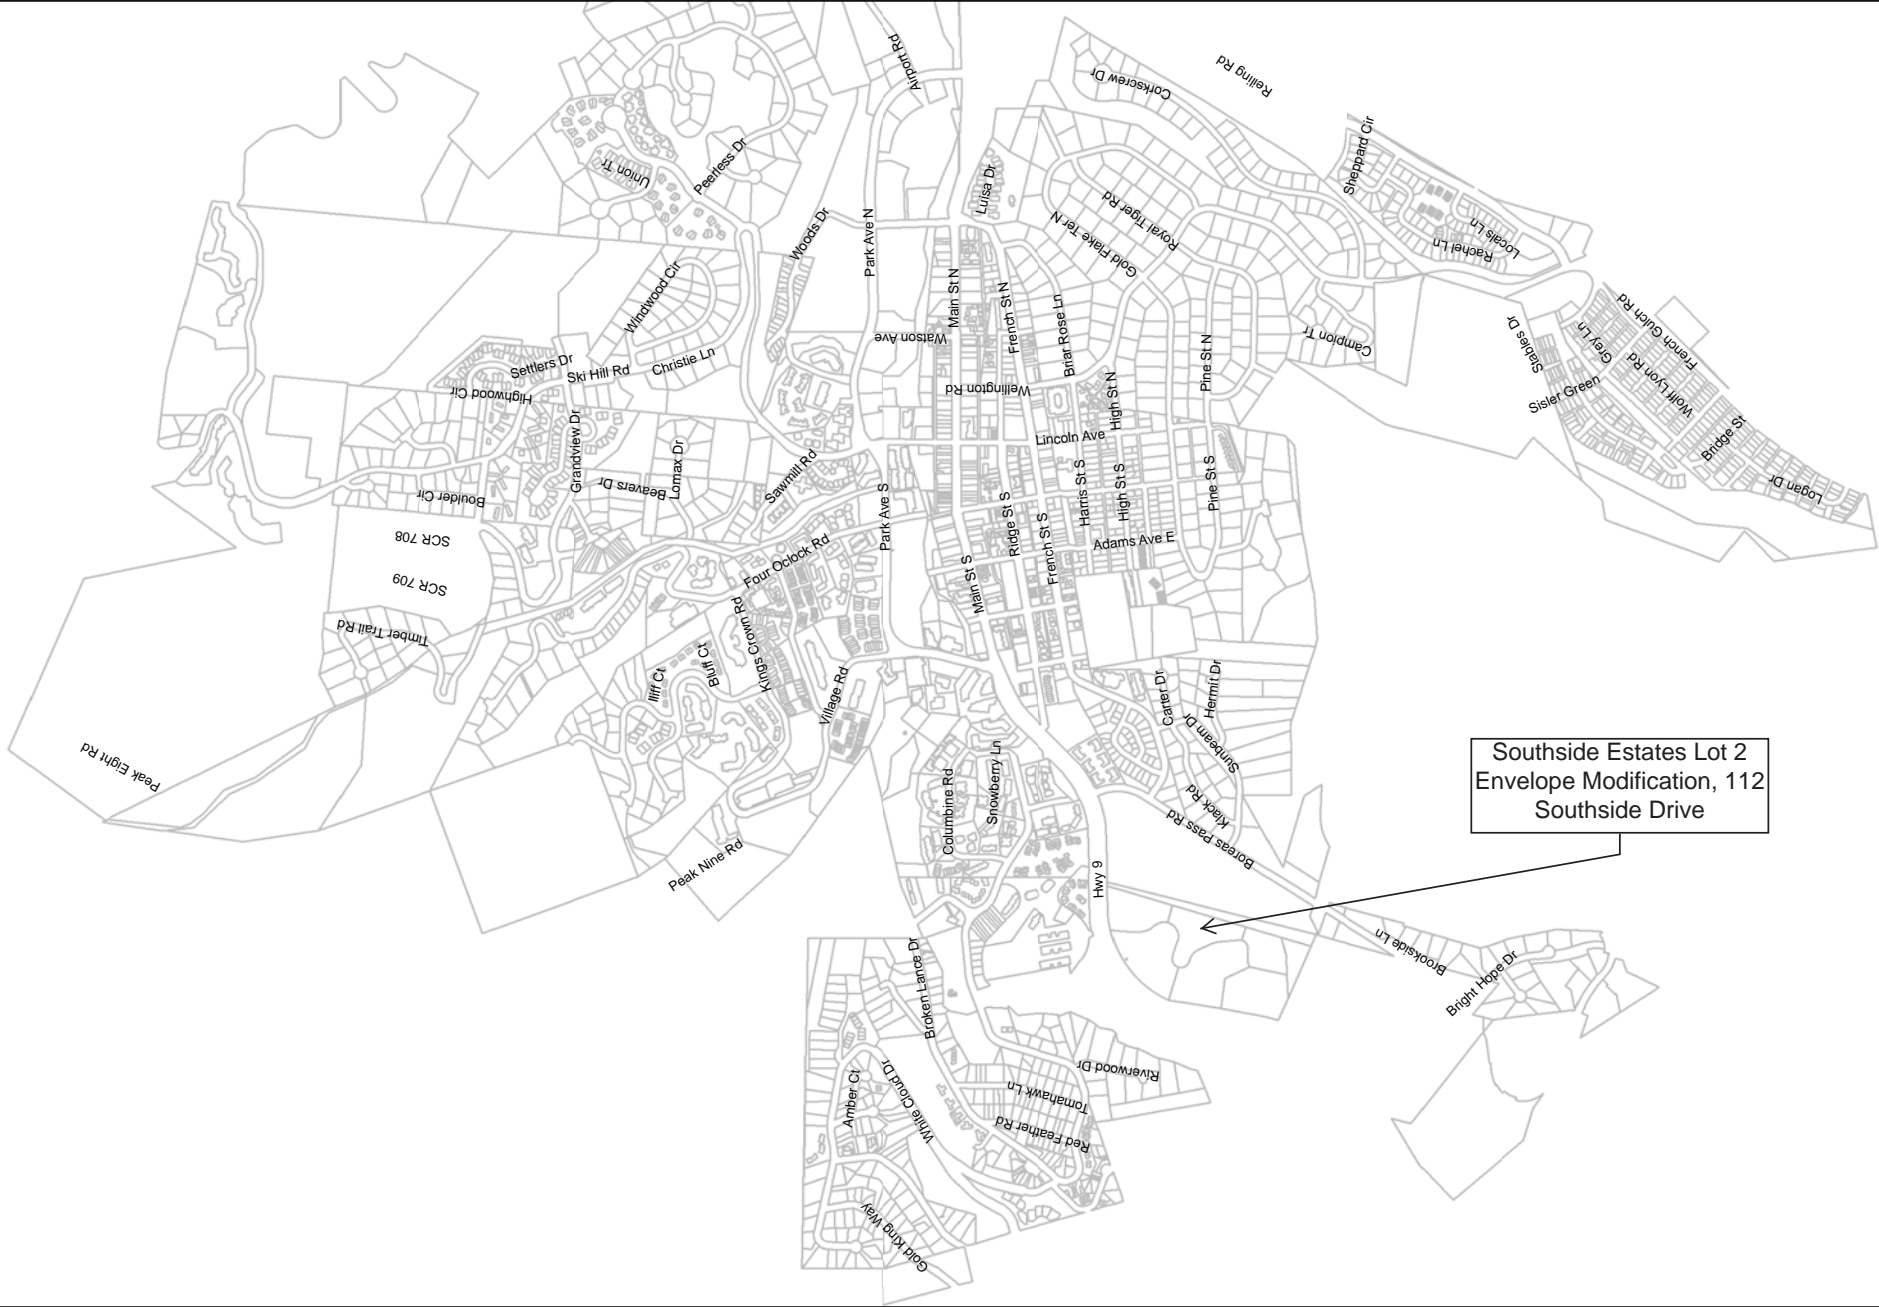 Airport Rd
Reiling Rd
Corkscrew Dr
Sheppard Cir
Union Tr
Peerless Dr
Luisa Dr
Woods Dr
Park Ave N
Royal Tiger Rd
Gold Flake Ter N
Locals Ln
Rachel Ln
Windwood Cir
Main St N
French St N
Briar Rose Ln
Watson Ave
Pine St N
Campion Tr
Stables Dr
Grey Ln
French Gulch Rd
Settlers Dr
Ski Hill Rd
Christie Ln
Highwood Cir
Wellington Rd
High St N
Wolff Lyon Rd
Sisler Green
Grandview Dr
Lincoln Ave
Bridge St
Lomax Dr
Beavers Dr
Sawmill Rd
Boulder Cir
Park Ave S
Ridge St S
Harris St S
High St S
Pine St S
Logan Dr
SCR 708
SCR 709
Four Oclock Rd
French St S
Adams Ave E
Main St S
Timber Trail Rd
Kings Crown Rd
Iliff Ct
Bluff Ct
Village Rd
Carter Dr
Hermit Dr
Sunbeam Dr
Peak Eight Rd
Columbine Rd
Snowberry Ln
Klack Rd
Boreas Pass Rd
Southside Estates Lot 2
Envelope Modification, 112
Southside Drive
Peak Nine Rd
Hwy 9
Broken Lance Dr
Brookside Ln
Bright Hope Dr
Riverwood Dr
Amber Ct
White Cloud Dr
Tomahawk Ln
Red Feather Rd
Gold King Way